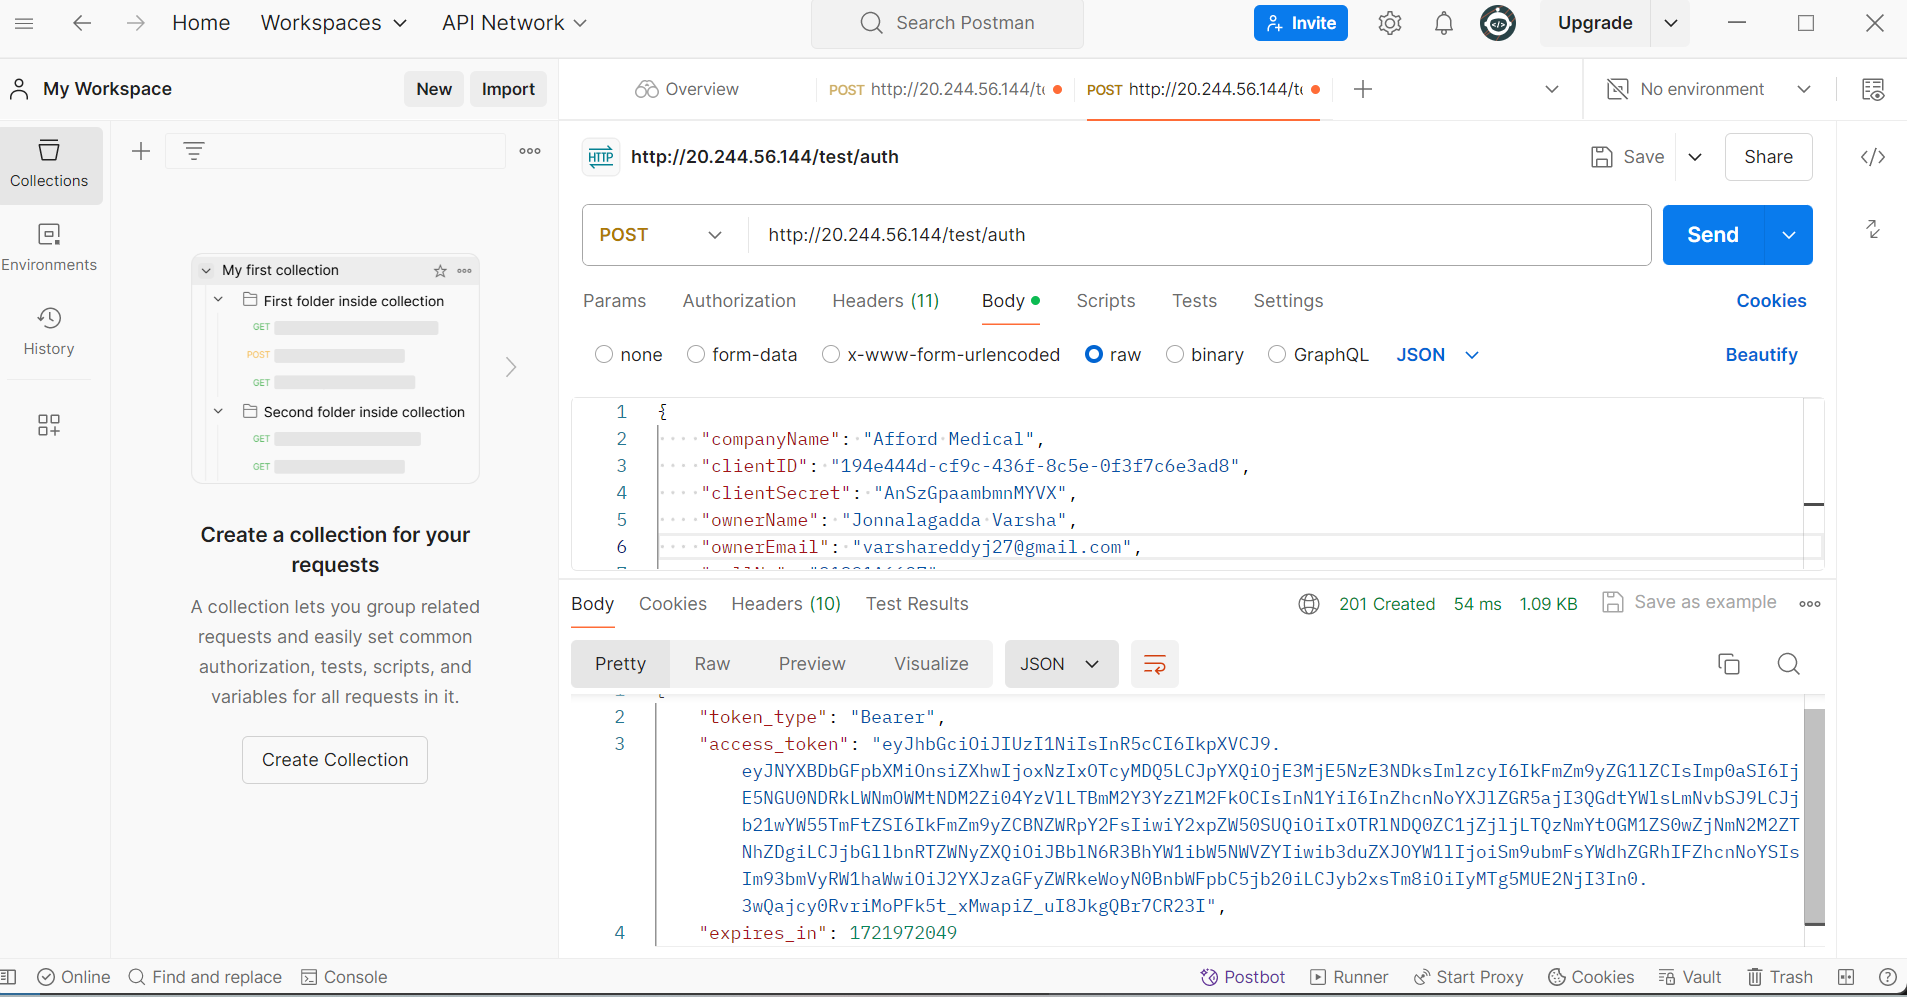 Home Workspaces API Network Search Postman Invite Upgrade
My Workspace New Import Overview POST http://20.244.56.144/te POST http://20.244.56.144/te No environment
Collections
Environments
History
My first collection
First folder inside collection
GET
POST
GET
Second folder inside collection
GET
GET
Create a collection for your
requests
A collection lets you group related
requests and easily set common
authorization, tests, scripts, and
variables for all requests in it.
Create Collection
HTTP http://20.244.56.144/test/auth Save Share
POST http://20.244.56.144/test/auth Send
Params Authorization Headers (11) Body Scripts Tests Settings Cookies
none form-data x-www-form-urlencoded raw binary GraphQL JSON Beautify
1 {
2 "companyName": "Afford Medical",
3 "clientID": "194e444d-cf9c-436f-8c5e-0f3f7c6e3ad8",
4 "clientSecret": "AnSzGpaambmnMYVX",
5 "ownerName": "Jonnalagadda Varsha",
6 "ownerEmail": "varshareddyj27@gmail.com",
Body Cookies Headers (10) Test Results 201 Created 54 ms 1.09 KB Save as example
Pretty Raw Preview Visualize JSON
2 "token_type": "Bearer",
3 "access_token": "eyJhbGciOiJIUzI1NiIsInR5cCI6IkpXVCJ9.
eyJNYXBDbGFpbXMiOnsiZXhwIjoxNzIxOTcyMDQ5LCJpYXQiOjE3MjE5NzE3NDksImlzcyI6IkFmZm9yZG1lZCIsImp0aSI6Ij
E5NGU0NDRkLWNmOWMtNDM2Zi04YzVlLTBmM2Y3YzZlM2FkOCIsInN1YiI6InZhcnNoYXJlZGR5ajI3QGdtYWlsLmNvbSJ9LCJj
b21wYW55TmFtZSI6IkFmZm9yZCBNZWRpY2FsIiwiY2xpZW50SUQiOiIxOTRlNDQ0ZC1jZjljLTQzNmYtOGM1ZS0wZjNmN2M2ZT
NhZDgiLCJjbGllbnRTZWNyZXQiOiJBblN6R3BhYW1ibW5NWVZYIiwib3duZXJOYW1lIjoiSm9ubmFsYWdhZGRhIFZhcnNoYSIs
Im93bmVyRW1haWwiOiJ2YXJzaGFyZWRkeWoyN0BnbWFpbC5jb20iLCJyb2xsTm8iOiIyMTg5MUE2NjI3In0.
3wQajcy0RvriMoPFk5t_xMwapiZ_uI8JkgQBr7CR23I",
4 "expires_in": 1721972049
Online Find and replace Console Postbot Runner Start Proxy Cookies Vault Trash